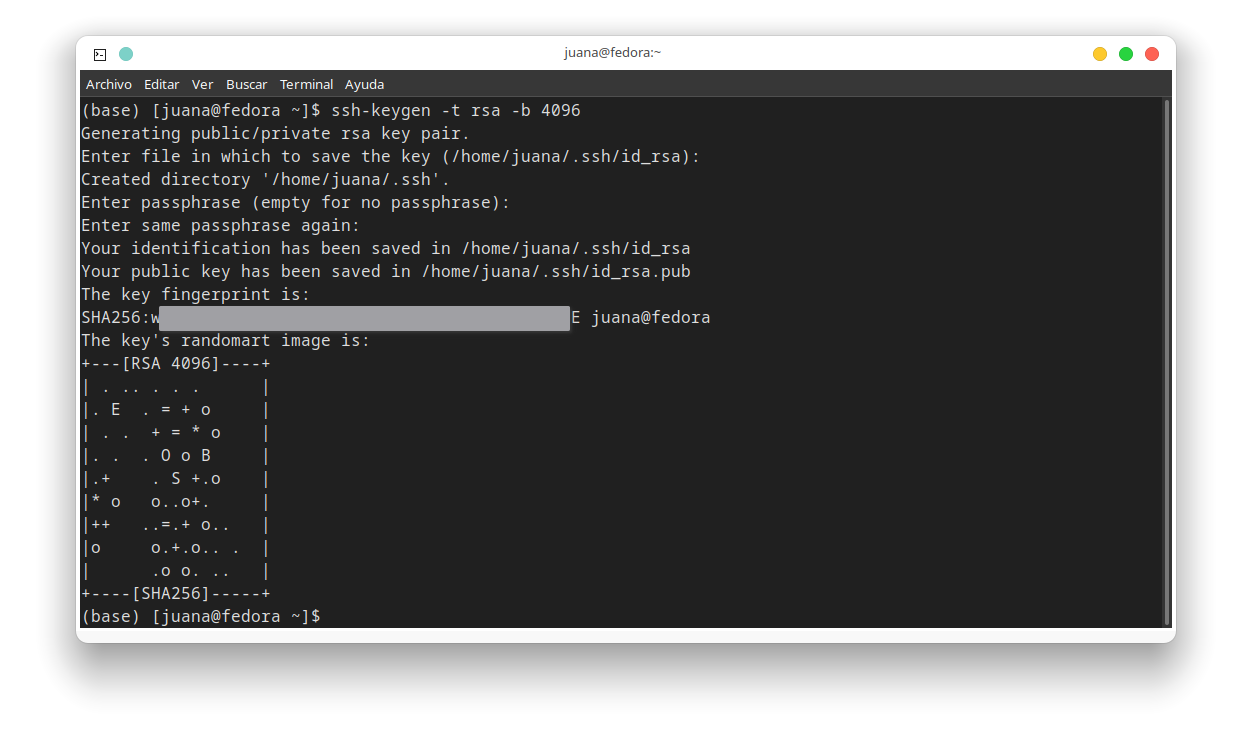 juana@fedora:~
Archivo Editar Ver Buscar Terminal Ayuda
(base) [juana@fedora ~]$ ssh-keygen -t rsa -b 4096
Generating public/private rsa key pair.
Enter file in which to save the key (/home/juana/.ssh/id_rsa):
Created directory '/home/juana/.ssh'.
Enter passphrase (empty for no passphrase):
Enter same passphrase again:
Your identification has been saved in /home/juana/.ssh/id_rsa
Your public key has been saved in /home/juana/.ssh/id_rsa.pub
The key fingerprint is:
SHA256:w E juana@fedora
The key's randomart image is:
+---[RSA 4096]----+
| . .. . . .      |
|. E  . = + o     |
| . .  + = * o    |
|. .  . O o B     |
|.+    . S +.o    |
|* o   o..o+.     |
|++   ..=.+ o..   |
|o     o.+.o.. .  |
|      .o o. ..   |
+----[SHA256]-----+
(base) [juana@fedora ~]$